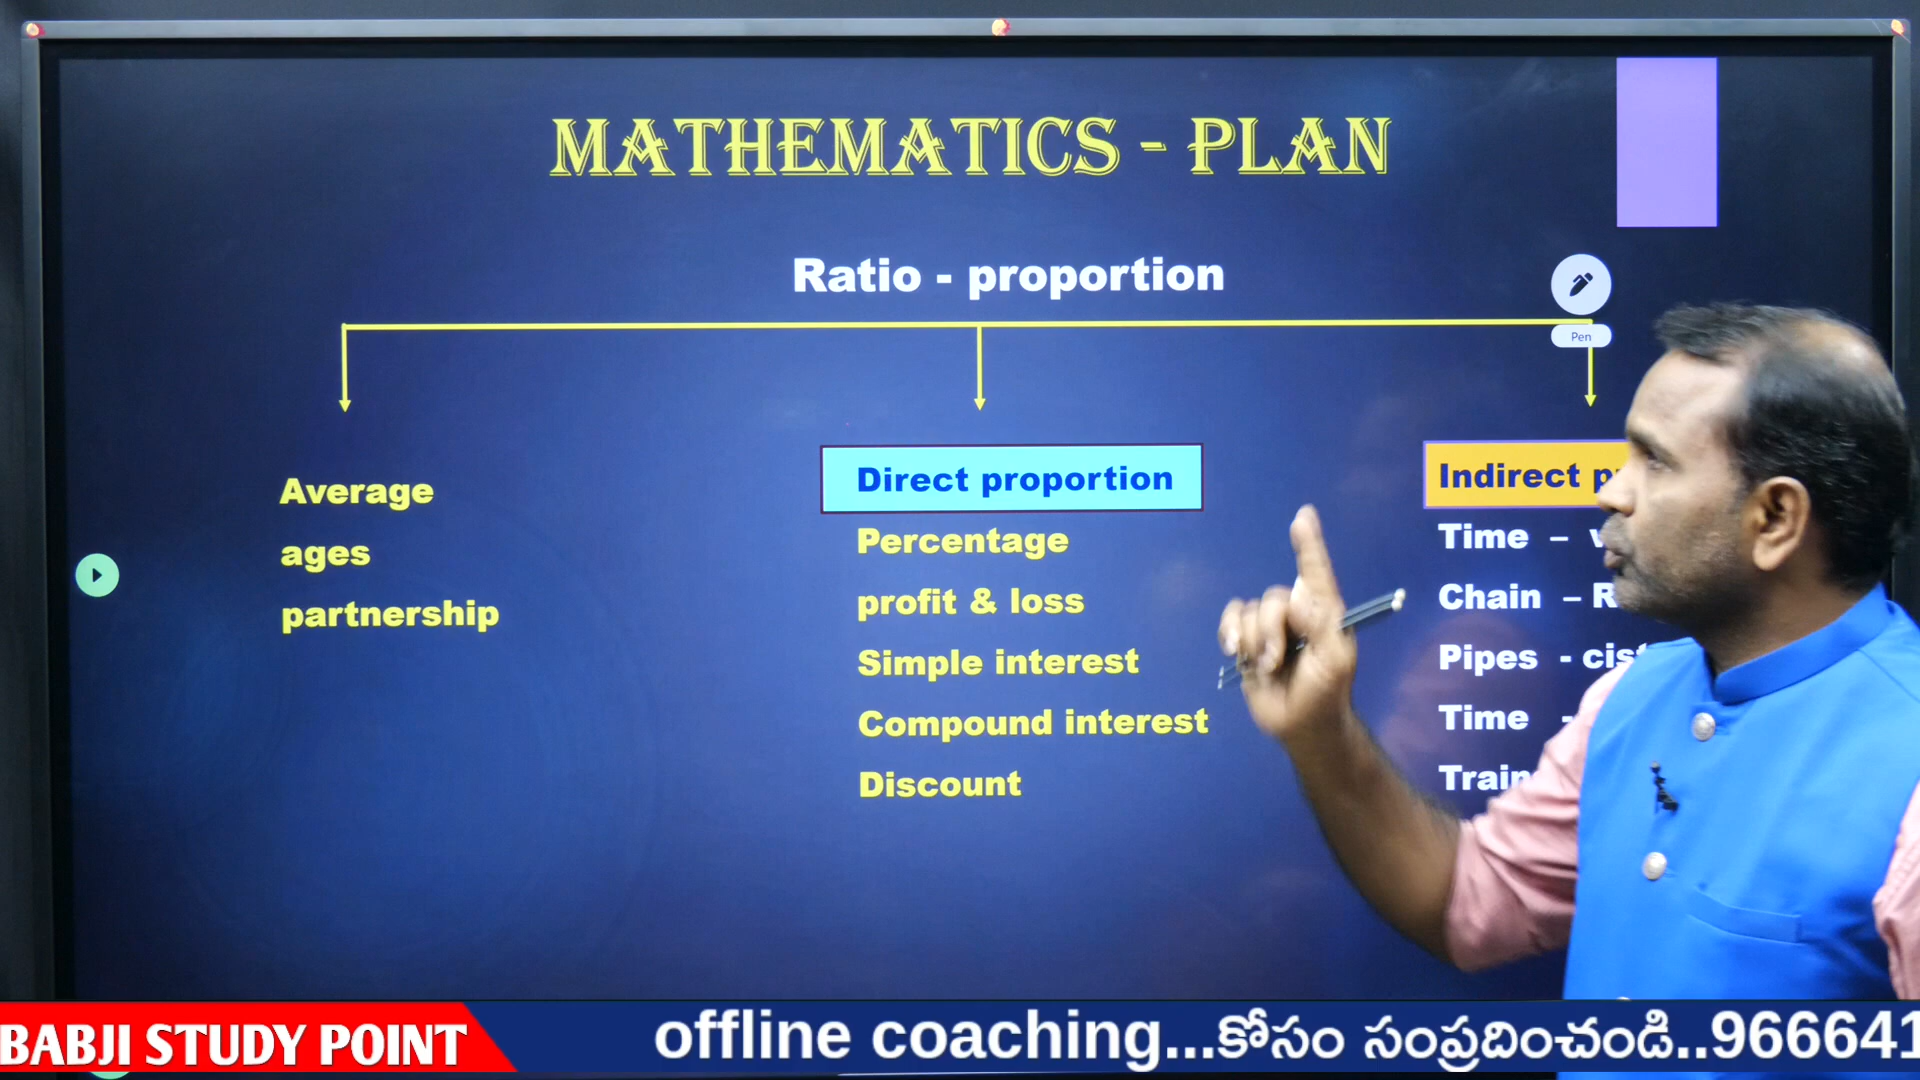 MATHEMATICS - PLAN
Ratio - proportion
Pen
Average
ages
partnership
Direct proportion
Percentage
profit & loss
Simple interest
Compound interest
Discount
Indirect
Time –
Chain –
Pipes -
Time -
BABJI STUDY POINT
offline coaching...కోసం సంప్రదించండి..966641